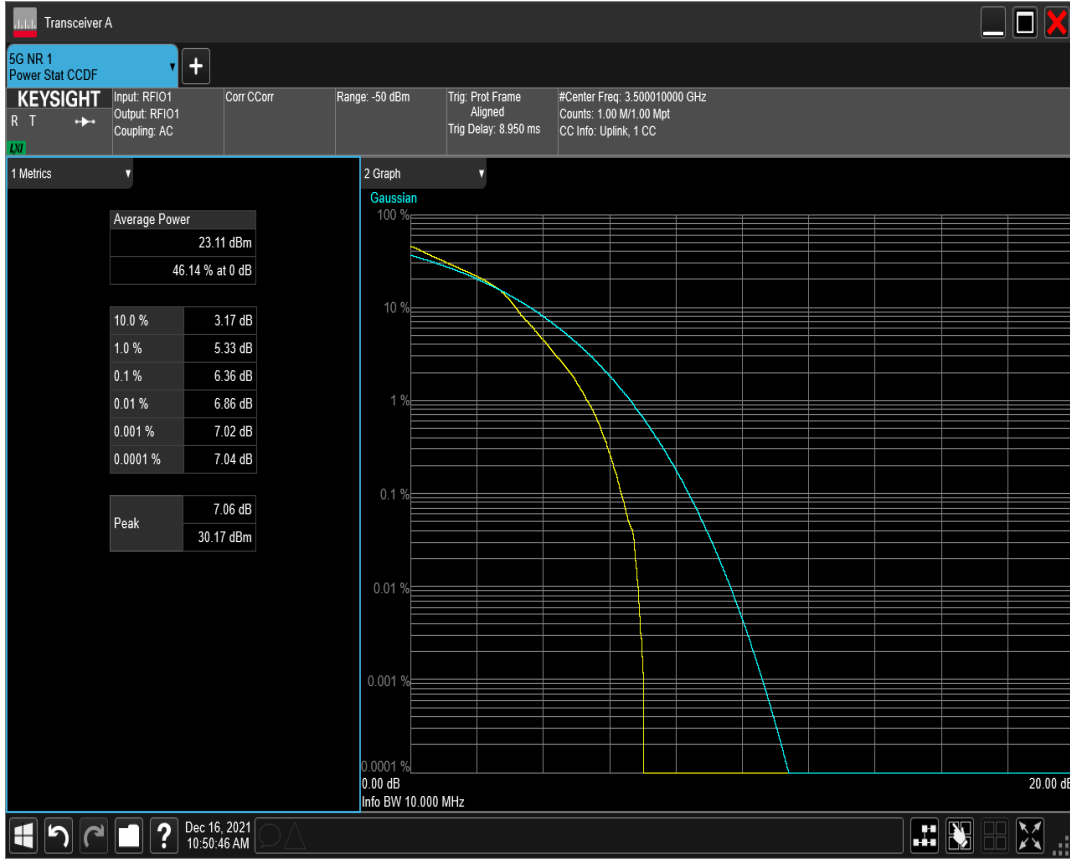 Transceiver A
5G NR 1
Power Stat CCDF
+
KEYSIGHT
R T
LXI
Input: RFIO1
Output: RFIO1
Coupling: AC
Corr CCorr
Range: -50 dBm
Trig: Prot Frame
Aligned
Trig Delay: 8.950 ms
#Center Freq: 3.500010000 GHz
Counts: 1.00 M/1.00 Mpt
CC Info: Uplink, 1 CC
1 Metrics
Average Power
23.11 dBm
46.14 % at 0 dB
10.0 % 3.17 dB
1.0 % 5.33 dB
0.1 % 6.36 dB
0.01 % 6.86 dB
0.001 % 7.02 dB
0.0001 % 7.04 dB
Peak
7.06 dB
30.17 dBm
2 Graph
Gaussian
100 %
10 %
1 %
0.1 %
0.01 %
0.001 %
0.0001 %
0.00 dB
20.00 dB
Info BW 10.000 MHz
?
Dec 16, 2021
10:50:46 AM